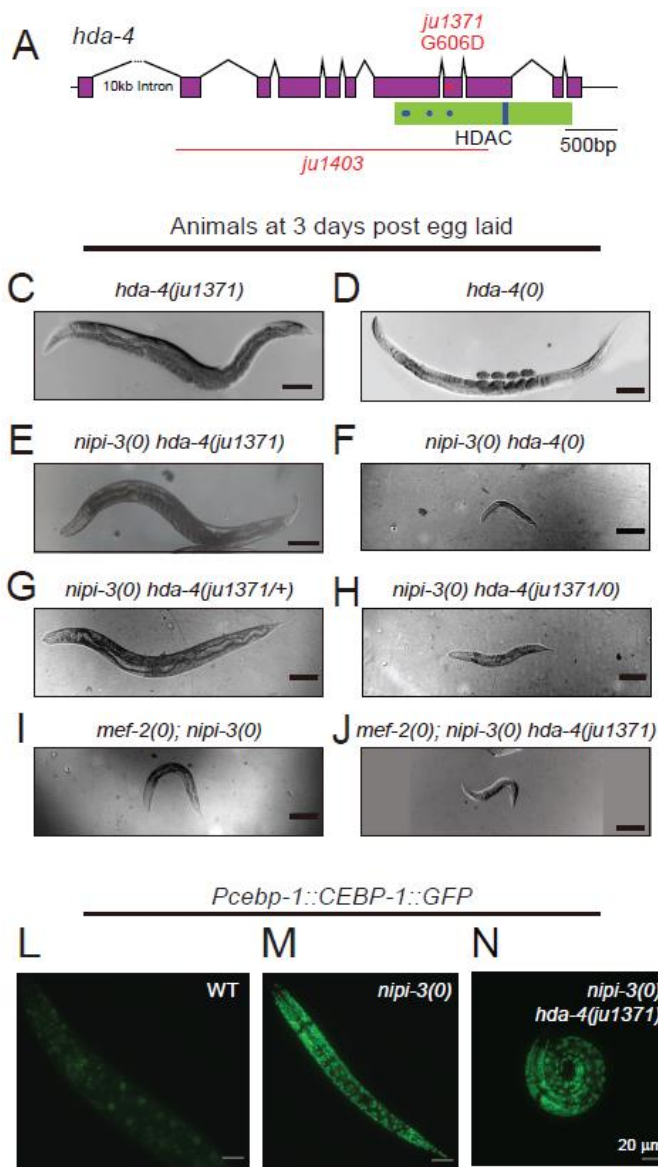 A
hda-4
ju1371
G606D
10kb Intron
HDAC
500bp
ju1403
Animals at 3 days post egg laid
C
hda-4(ju1371)
D
hda-4(0)
E
nipi-3(0) hda-4(ju1371)
F
nipi-3(0) hda-4(0)
G
nipi-3(0) hda-4(ju1371/+)
H
nipi-3(0) hda-4(ju1371/0)
I
mef-2(0); nipi-3(0)
J
mef-2(0); nipi-3(0) hda-4(ju1371)
Pcebp-1::CEBP-1::GFP
L
WT
M
nipi-3(0)
N
nipi-3(0)
hda-4(ju1371)
20 µm